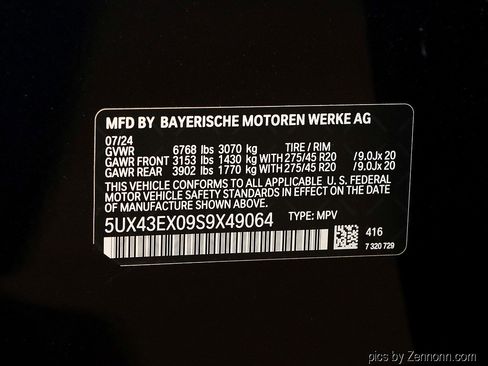 MFD BY BAYERISCHE MOTOREN WERKE AG
07/24
GVWR 6768 lbs 3070 kg TIRE / RIM
GAWR FRONT 3153 lbs 1430 kg WITH 275/45 R20 / 9.0Jx 20
GAWR REAR 3902 lbs 1770 kg WITH 275/45 R20 / 9.0Jx 20
THIS VEHICLE CONFORMS TO ALL APPLICABLE U. S. FEDERAL
MOTOR VEHICLE SAFETY STANDARDS IN EFFECT ON THE
DATE OF MANUFACTURE SHOWN ABOVE.
5UX43EX09S9X49064 TYPE: MPV
416
7 320 729
pics by Zennonn.com